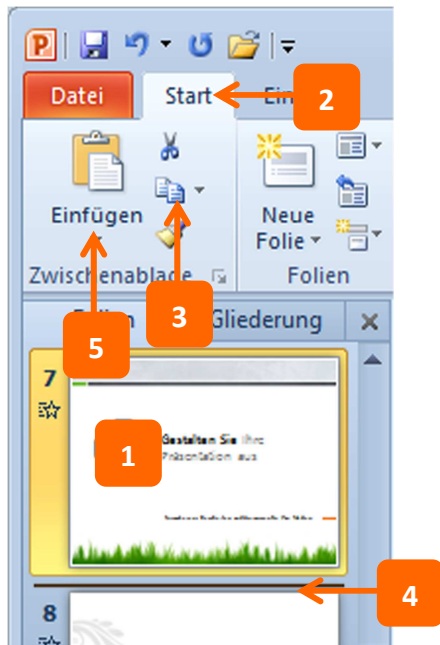 P
Datei Start 2
Einfügen
Neue
Folie
Zwischenablage Folien
5 3 Gliederung
7
1
Gestalten Sie Ihre
Präsentation aus
4
8